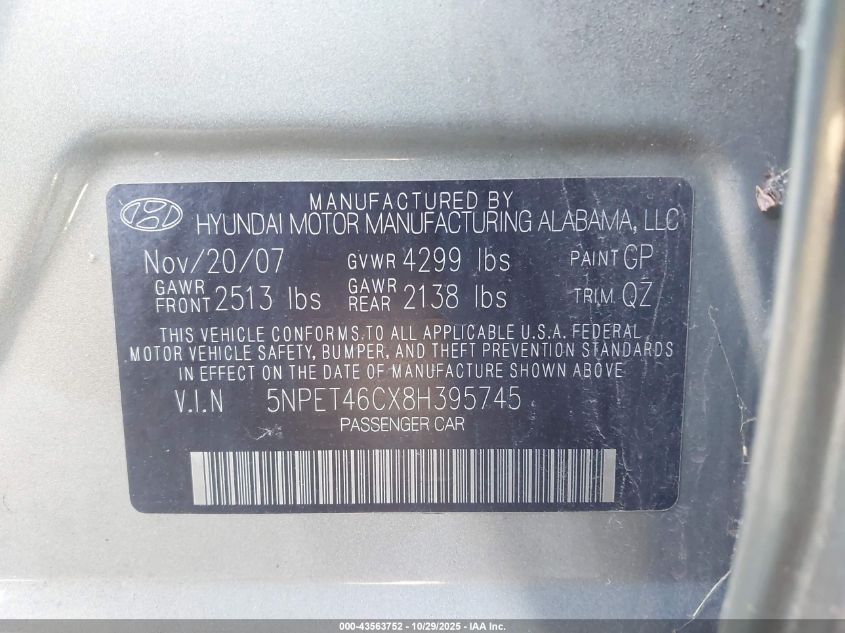 MANUFACTURED BY
HYUNDAI MOTOR MANUFACTURING ALABAMA, LLC
Nov/20/07 GVWR 4299 lbs PAINT GP
GAWR FRONT 2513 lbs GAWR REAR 2138 lbs TRIM QZ
THIS VEHICLE CONFORMS TO ALL APPLICABLE U.S.A. FEDERAL
MOTOR VEHICLE SAFETY, BUMPER, AND THEFT PREVENTION STANDARDS
IN EFFECT ON THE DATE OF MANUFACTURE SHOWN ABOVE.
V.I.N 5NPET46CX8H395745
PASSENGER CAR
000-43563752 - 10/29/2025 - IAA Inc.